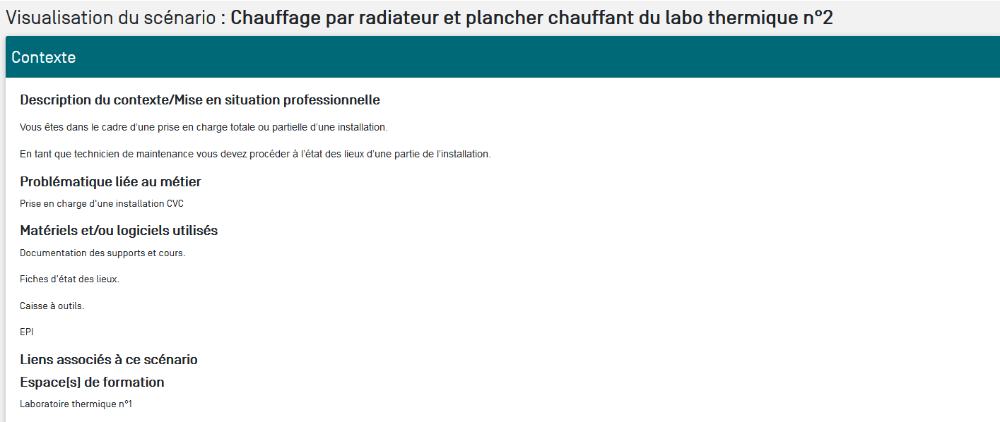 Visualisation du scénario : Chauffage par radiateur et plancher chauffant du labo thermique n°2
Contexte
Description du contexte/Mise en situation professionnelle
Vous êtes dans le cadre d'une prise en charge totale ou partielle d'une installation.
En tant que technicien de maintenance vous devez procéder à l'état des lieux d'une partie de l'installation.
Problématique liée au métier
Prise en charge d'une installation CVC
Matériels et/ou logiciels utilisés
Documentation des supports et cours.
Fiches d'état des lieux.
Caisse à outils.
EPI
Liens associés à ce scénario
Espace(s) de formation
Laboratoire thermique n°1